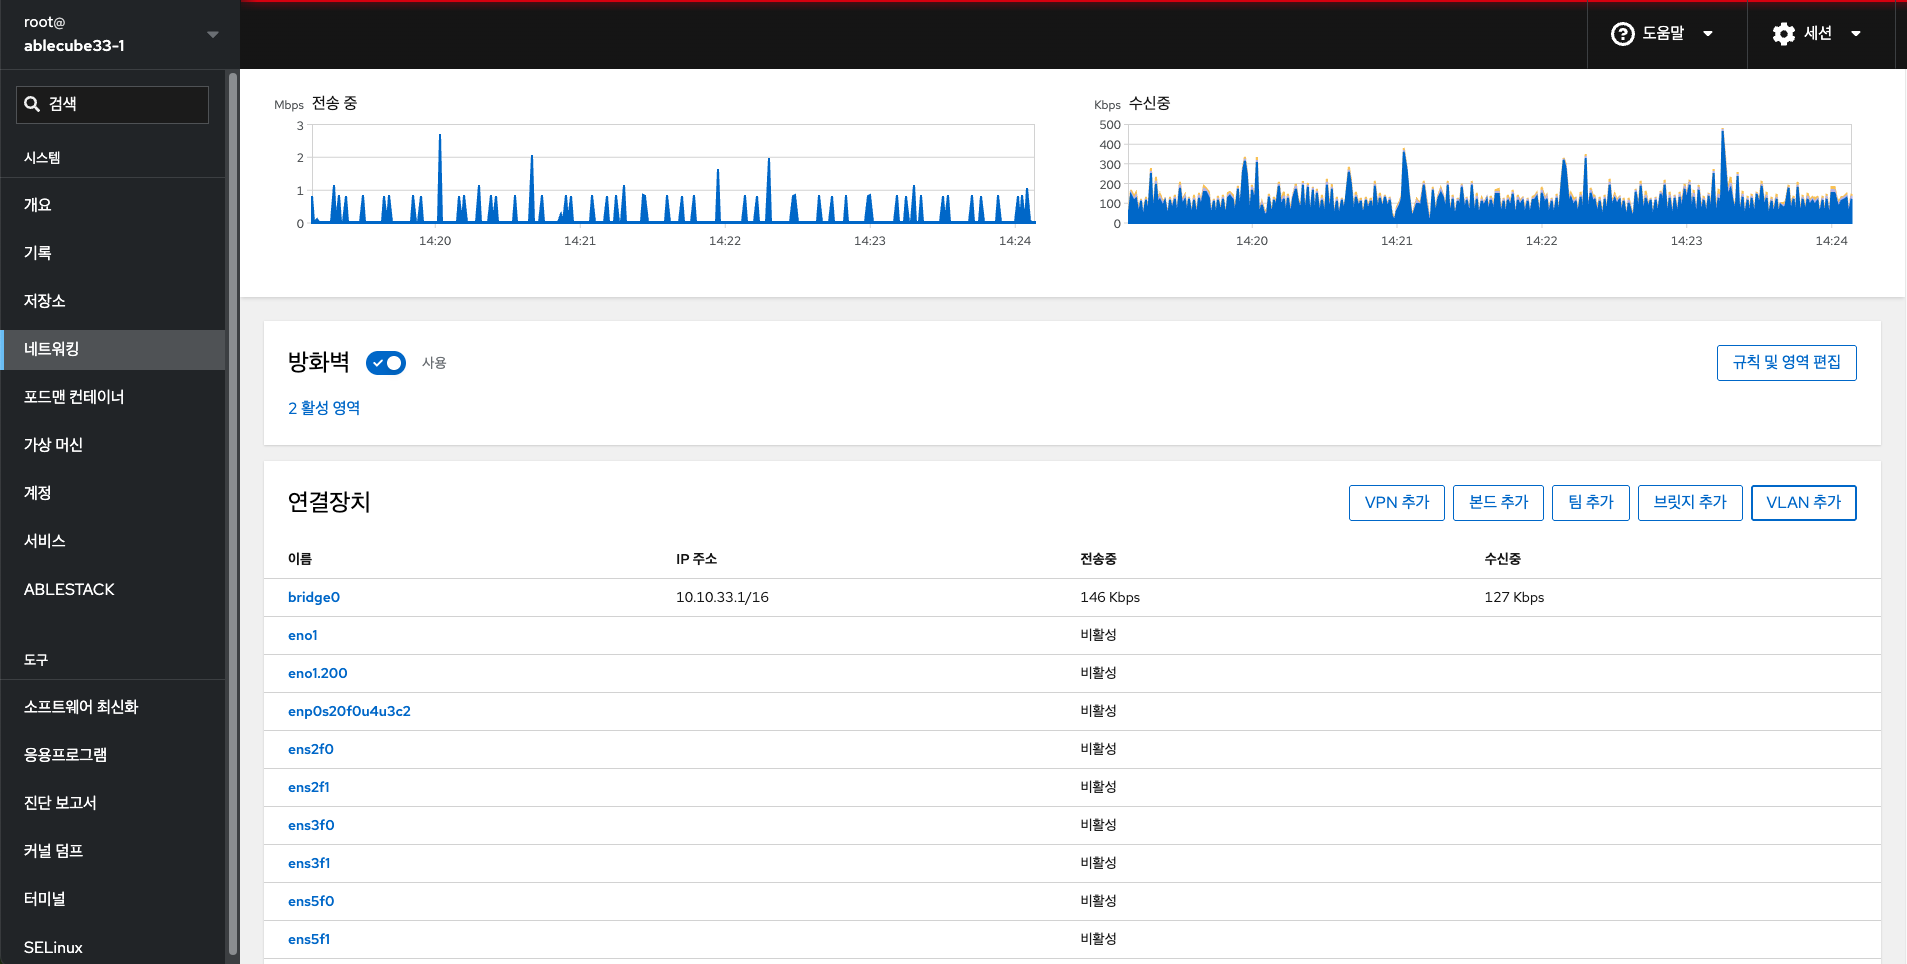 root@
ablecube33-1
도움말
세션
검색
시스템
개요
기록
저장소
네트워킹
포드맨 컨테이너
가상 머신
계정
서비스
ABLESTACK
도구
소프트웨어 최신화
응용프로그램
진단 보고서
커널 덤프
터미널
SELinux
Mbps 전송 중
3
2
1
0
14:20 14:21 14:22 14:23 14:24
Kbps 수신중
500
400
300
200
100
0
14:20 14:21 14:22 14:23 14:24
방화벽 사용
규칙 및 영역 편집
2 활성 영역
연결장치
VPN 추가 본드 추가 팀 추가 브릿지 추가 VLAN 추가
이름 IP 주소 전송중 수신중
bridge0 10.10.33.1/16 146 Kbps 127 Kbps
eno1 비활성
eno1.200 비활성
enp0s20f0u4u3c2 비활성
ens2f0 비활성
ens2f1 비활성
ens3f0 비활성
ens3f1 비활성
ens5f0 비활성
ens5f1 비활성